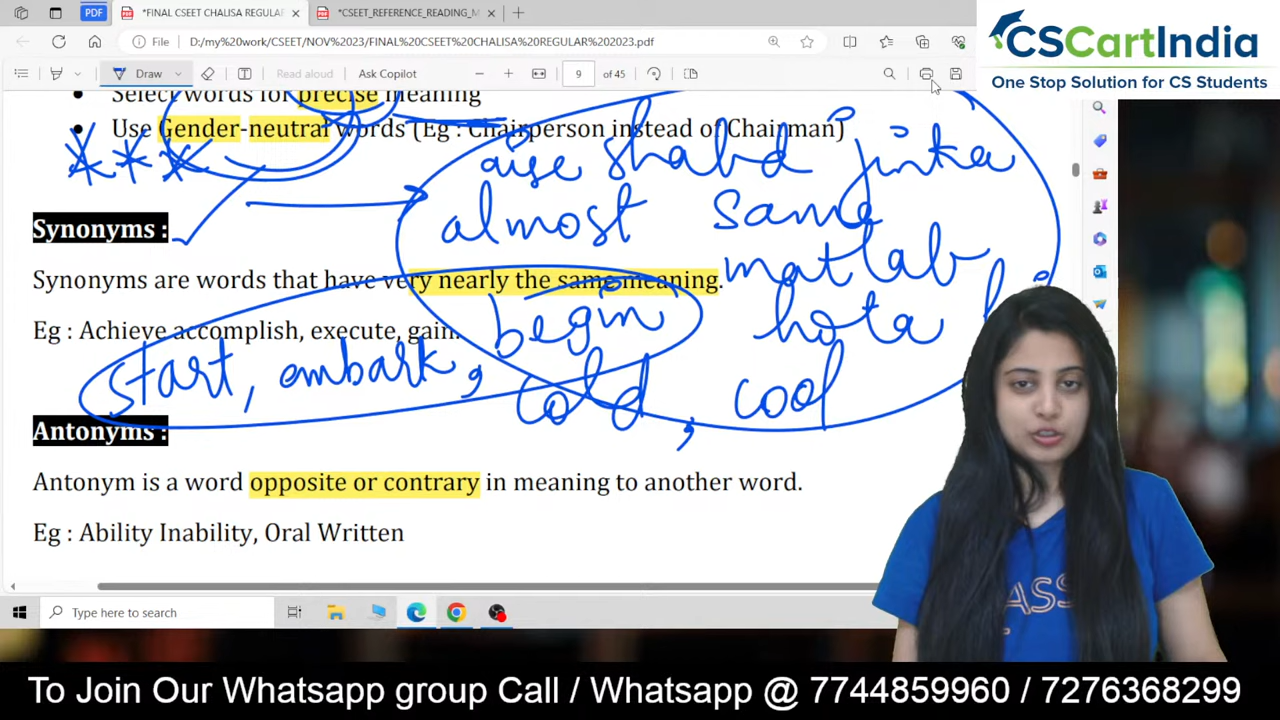 *FINAL CSEET CHALISA REGULAR
*CSEET_REFERENCE_READING_M
PDF
File D:/my%20work/CSEET/NOV%2023/FINAL%20CSEET%20CHALISA%20REGULAR%202023.pdf
Draw
Read aloud
Ask Copilot
9 of 45
CSCartIndia
One Stop Solution for CS Students
• Select words for precise meaning
• Use Gender-neutral words (Eg : Chairperson instead of Chairman)
aise shabd jinka
almost same
matlab
hota h
Synonyms :
Synonyms are words that have very nearly the same meaning.
Eg : Achieve accomplish, execute, gain.
start, embark, begin
cold, cool
Antonyms :
Antonym is a word opposite or contrary in meaning to another word.
Eg : Ability Inability, Oral Written
Type here to search
ASS
To Join Our Whatsapp group Call / Whatsapp @ 7744859960 / 7276368299